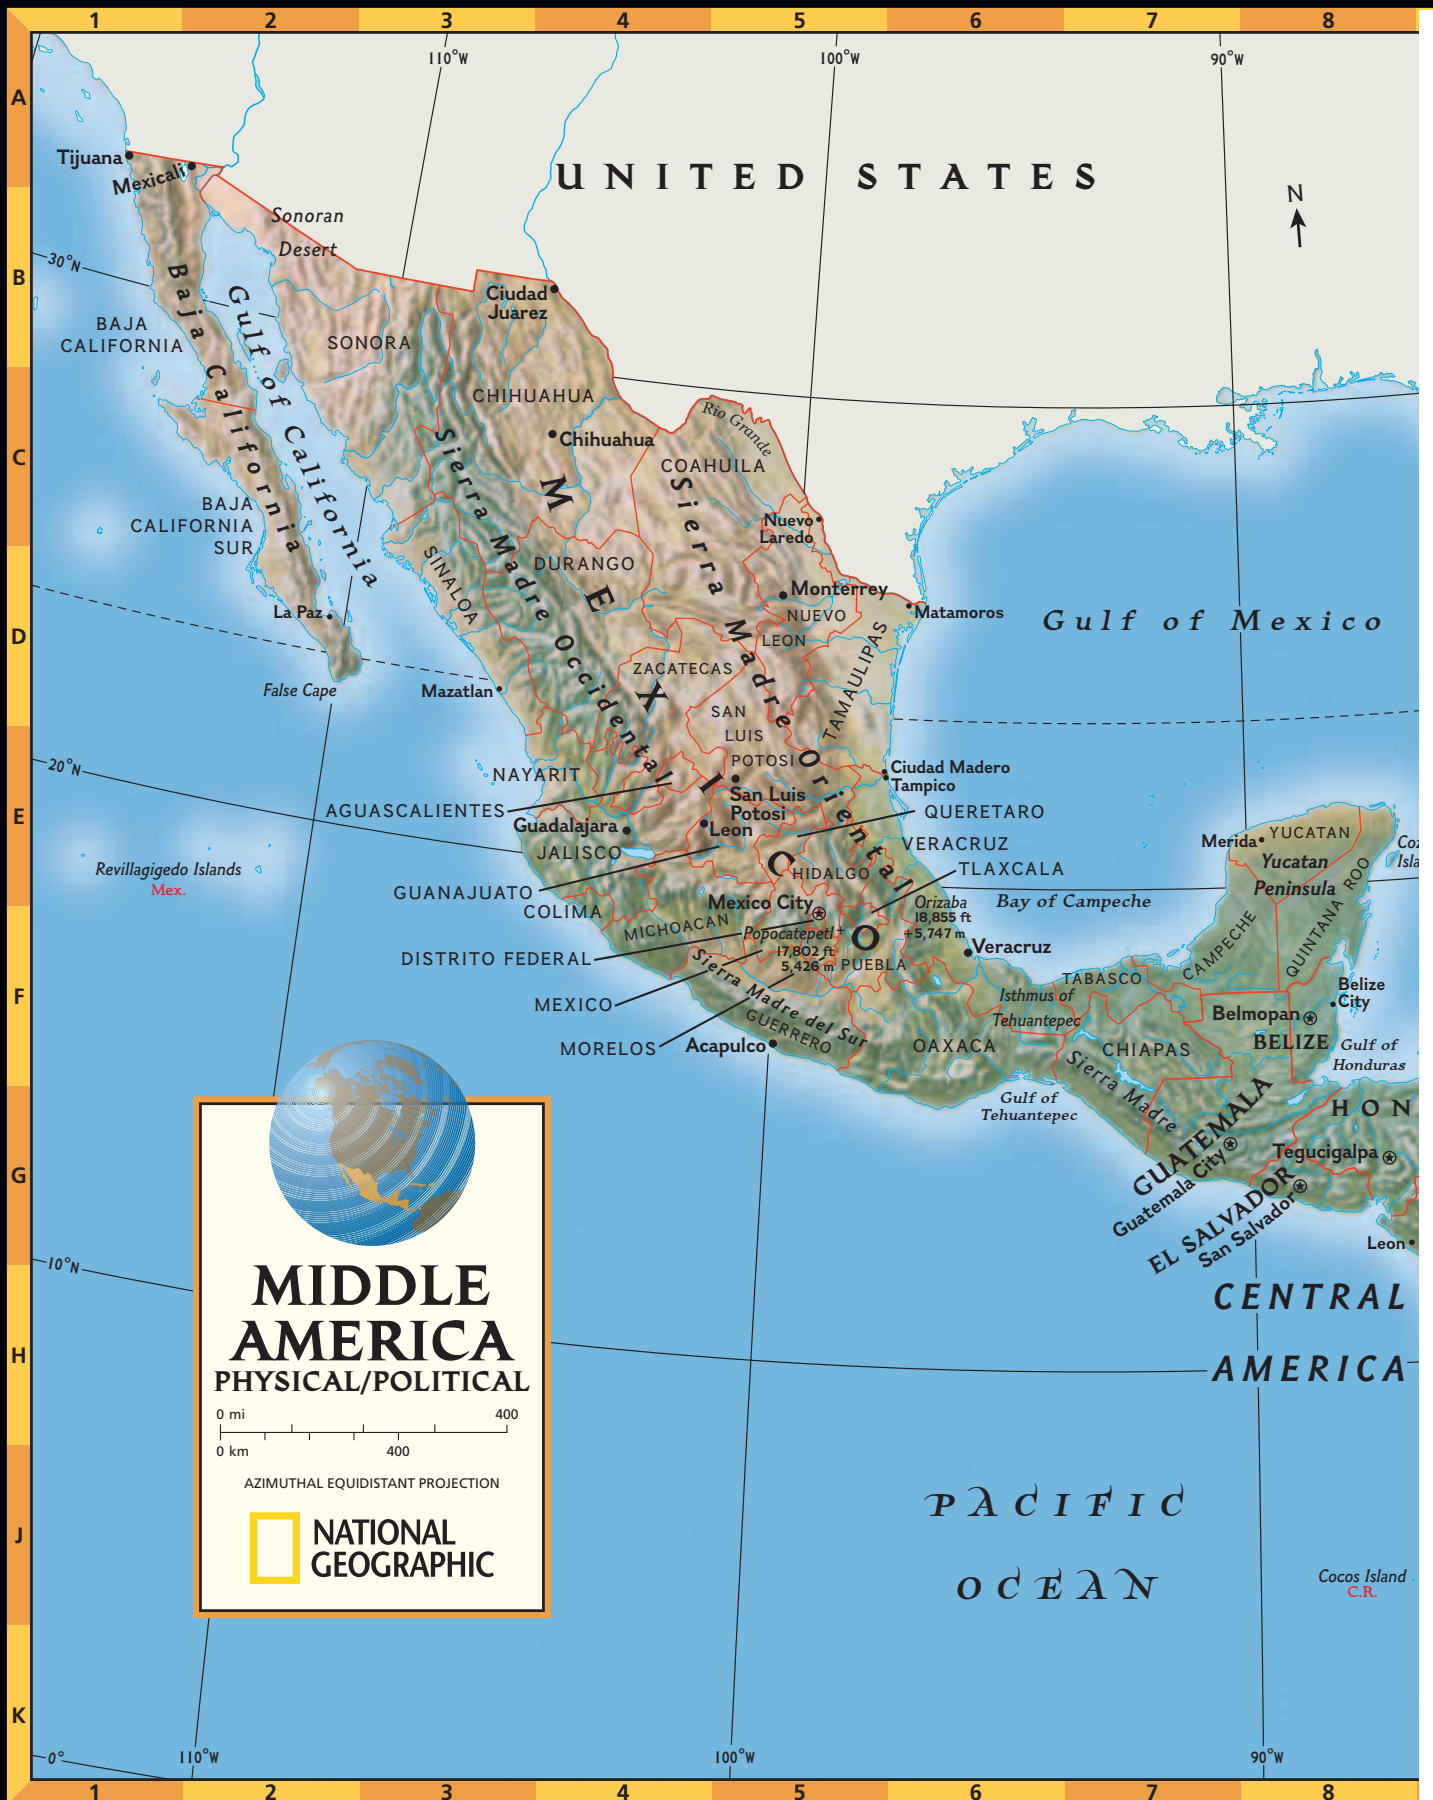 1 2 3 4 5 6 7 8
110°W 100°W 90°W
A
B
C
D
E
F
G
H
J
K
UNITED STATES
N
Tijuana
Mexicali
Sonoran
Desert
30°N
Baja California
Gulf of California
BAJA
CALIFORNIA
SONORA
Ciudad
Juarez
CHIHUAHUA
Chihuahua
Rio Grande
COAHUILA
Sierra Madre Occidental
Sierra Madre Oriental
MEXICO
BAJA
CALIFORNIA
SUR
Nuevo
Laredo
SINALOA
DURANGO
Monterrey
NUEVO
LEON
Matamoros
La Paz
Gulf of Mexico
TAMAULIPAS
ZACATECAS
False Cape
Mazatlan
SAN
LUIS
POTOSI
20°N
NAYARIT
Ciudad Madero
Tampico
San Luis
Potosi
AGUASCALIENTES
QUERETARO
Guadalajara
Leon
JALISCO
VERACRUZ
Merida
YUCATAN
Yucatan
Peninsula
Coz
Isla
Revillagigedo Islands
Mex.
HIDALGO
TLAXCALA
GUANAJUATO
COLIMA
Mexico City
Orizaba
18,855 ft
+5,747 m
Bay of Campeche
QUINTANA ROO
MICHOACAN
Popocatepetl+
17,802 ft
5,426 m
CAMPECHE
Veracruz
DISTRITO FEDERAL
PUEBLA
Sierra Madre del Sur
TABASCO
Isthmus of
Tehuantepec
Belize
City
MEXICO
GUERRERO
Belmopan
BELIZE
MORELOS
Acapulco
OAXACA
CHIAPAS
Gulf of
Honduras
Sierra Madre
Gulf of
Tehuantepec
HON
GUATEMALA
Guatemala City
Tegucigalpa
EL SALVADOR
San Salvador
Leon
10°N
CENTRAL
AMERICA
MIDDLE
AMERICA
PHYSICAL/POLITICAL
0 mi 400
0 km 400
AZIMUTHAL EQUIDISTANT PROJECTION
NATIONAL
GEOGRAPHIC
PACIFIC
OCEAN
Cocos Island
C.R.
0°
110°W 100°W 90°W
1 2 3 4 5 6 7 8